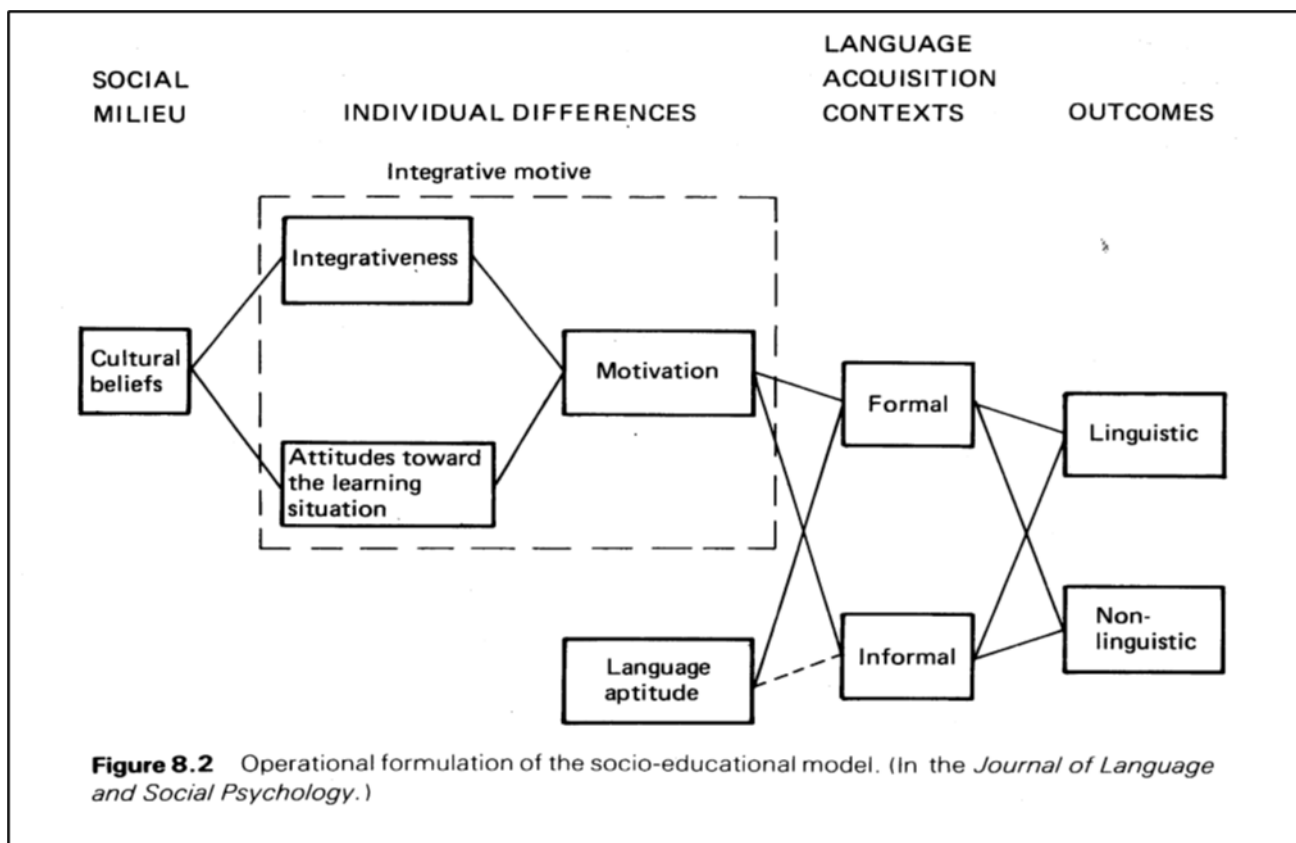 SOCIAL
MILIEU
INDIVIDUAL DIFFERENCES
LANGUAGE
ACQUISITION
CONTEXTS
OUTCOMES
Integrative motive
Integrativeness
Cultural
beliefs
Motivation
Attitudes toward
the learning
situation
Formal
Linguistic
Language
aptitude
Informal
Non-
linguistic
Figure 8.2 Operational formulation of the socio-educational model. (In the Journal of Language
and Social Psychology.)